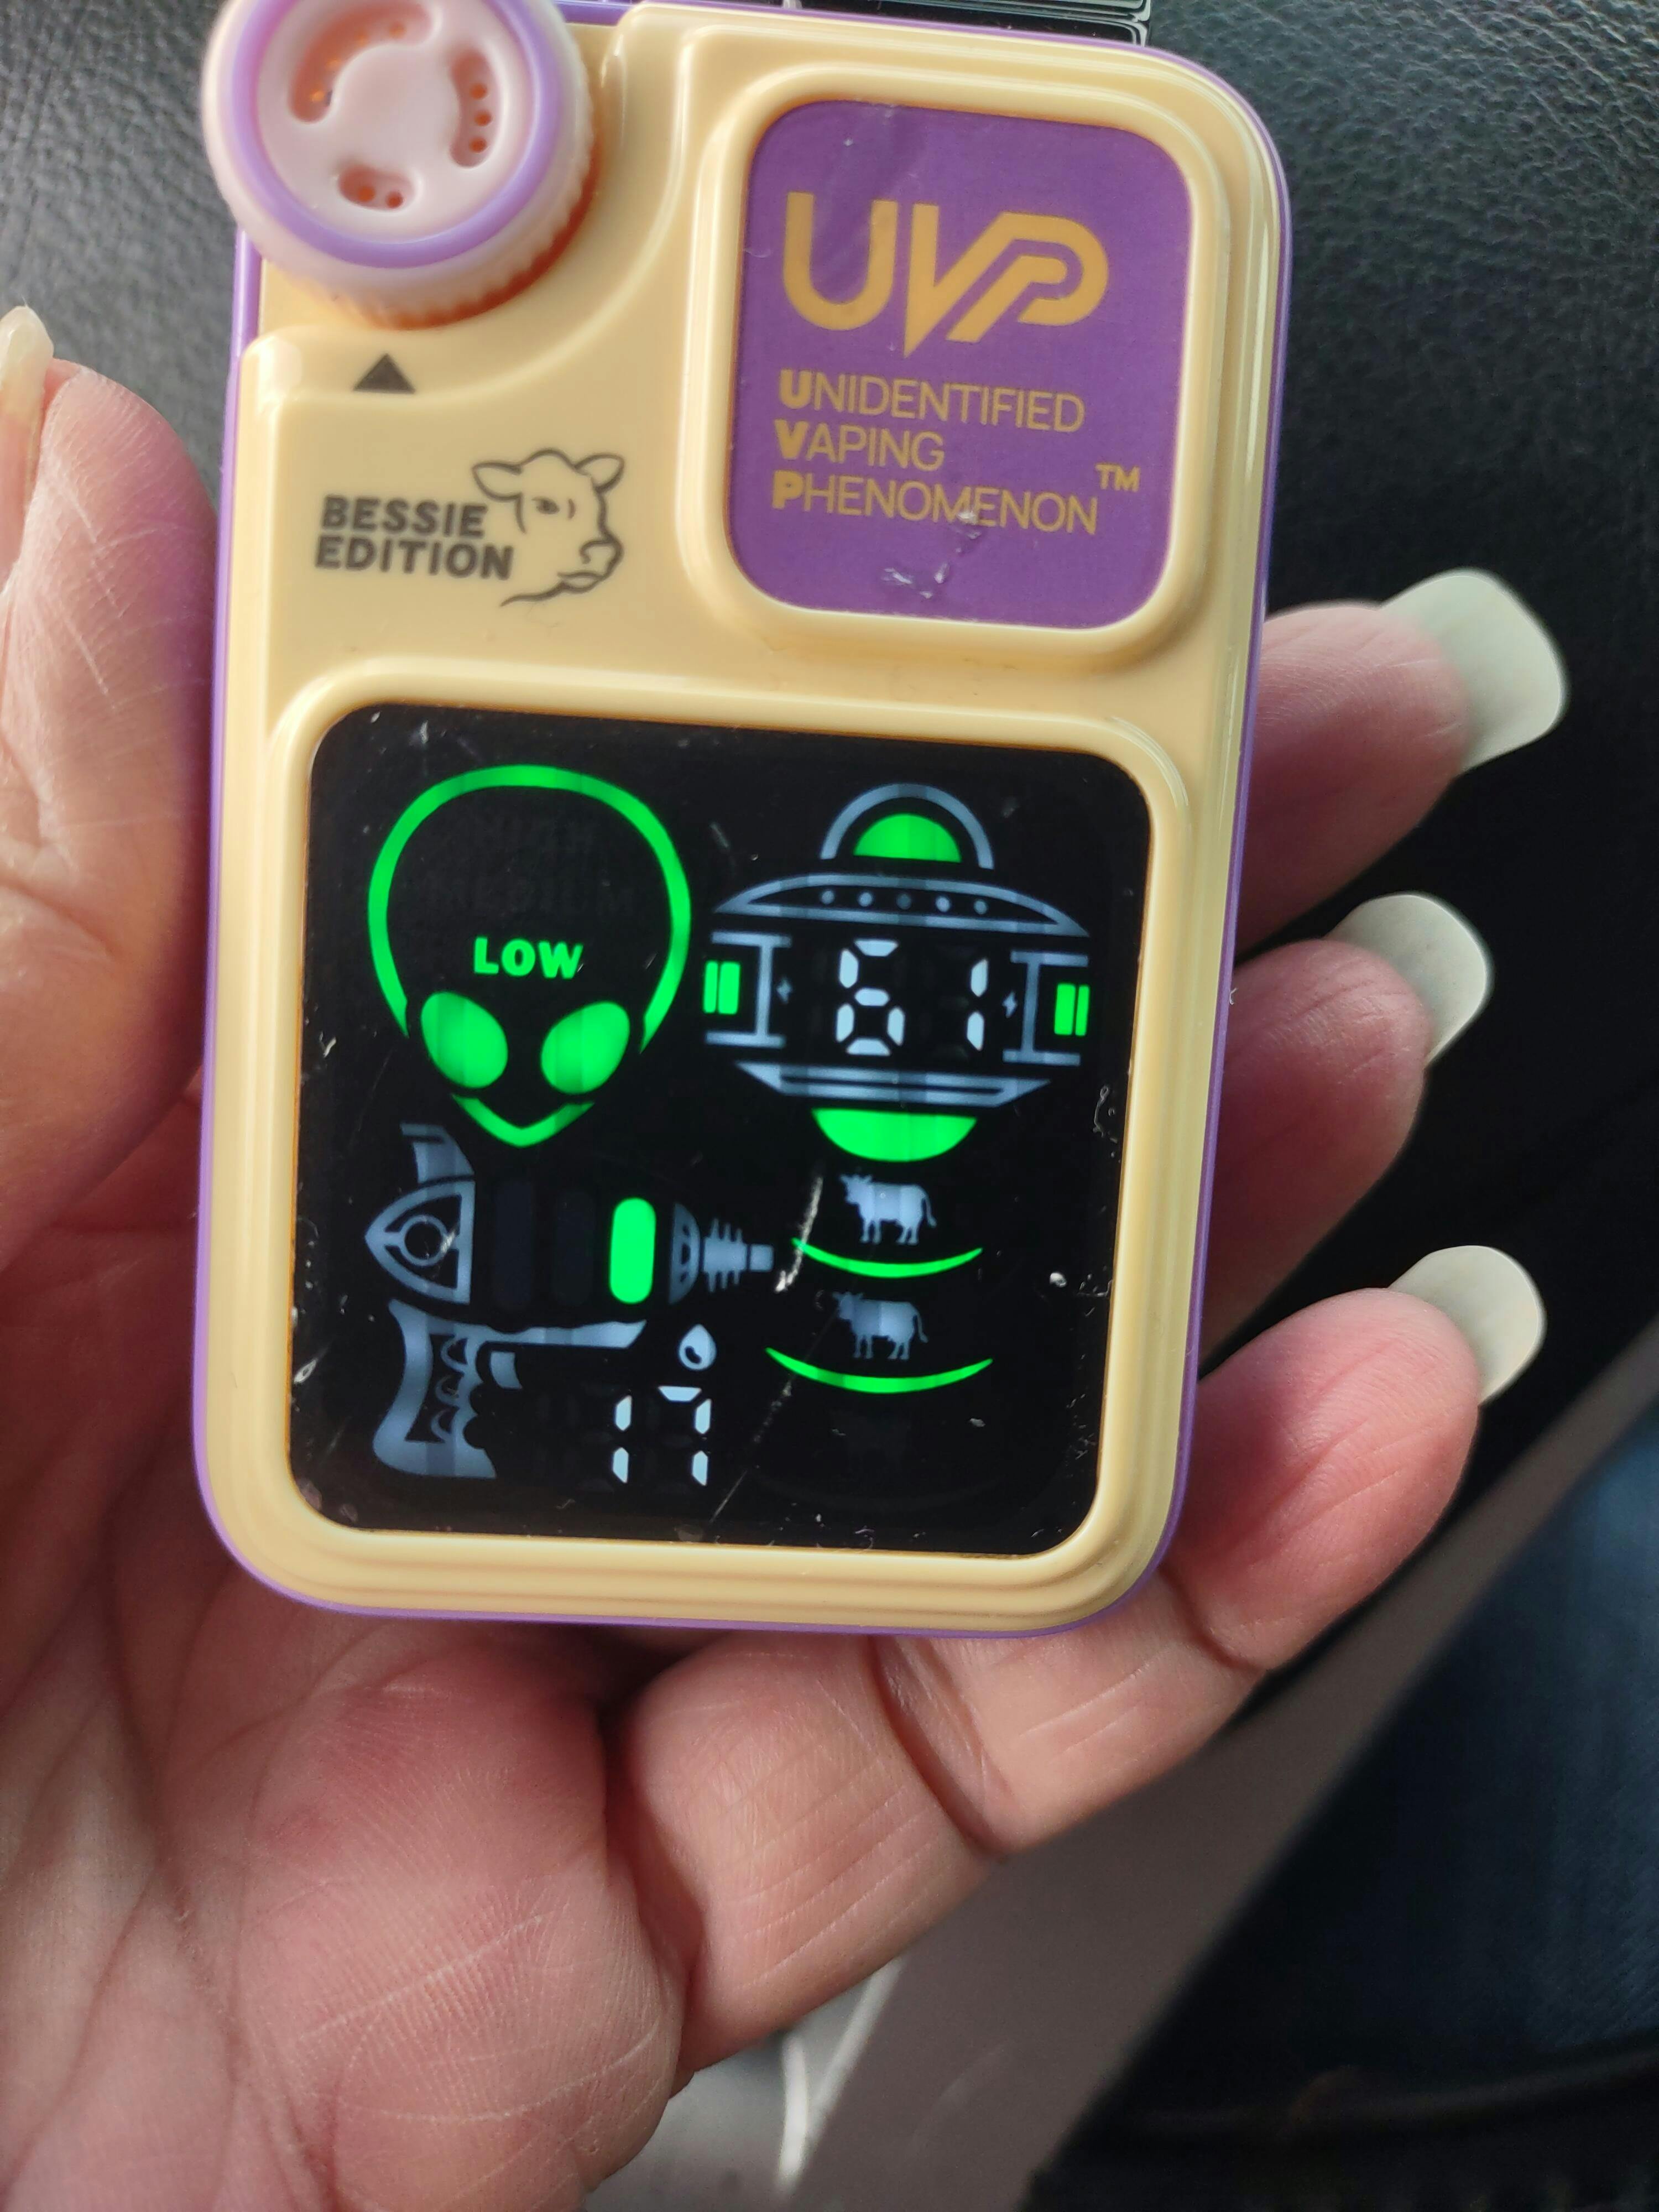 UVP
UNIDENTIFIED
VAPING
PHENOMENON™
BESSIE
EDITION
LOW
61
17